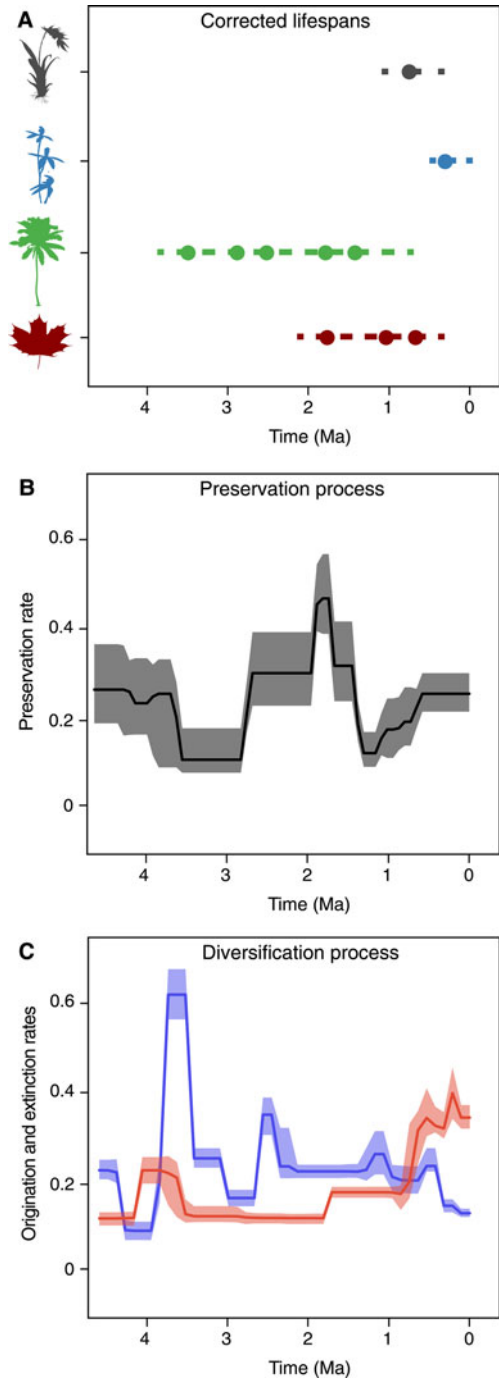 A
Corrected lifespans
4 3 2 1 0
Time (Ma)
B
Preservation process
Preservation rate
0.6
0.4
0.2
0
4 3 2 1 0
Time (Ma)
C
Diversification process
Origination and extinction rates
0.6
0.4
0.2
0
4 3 2 1 0
Time (Ma)